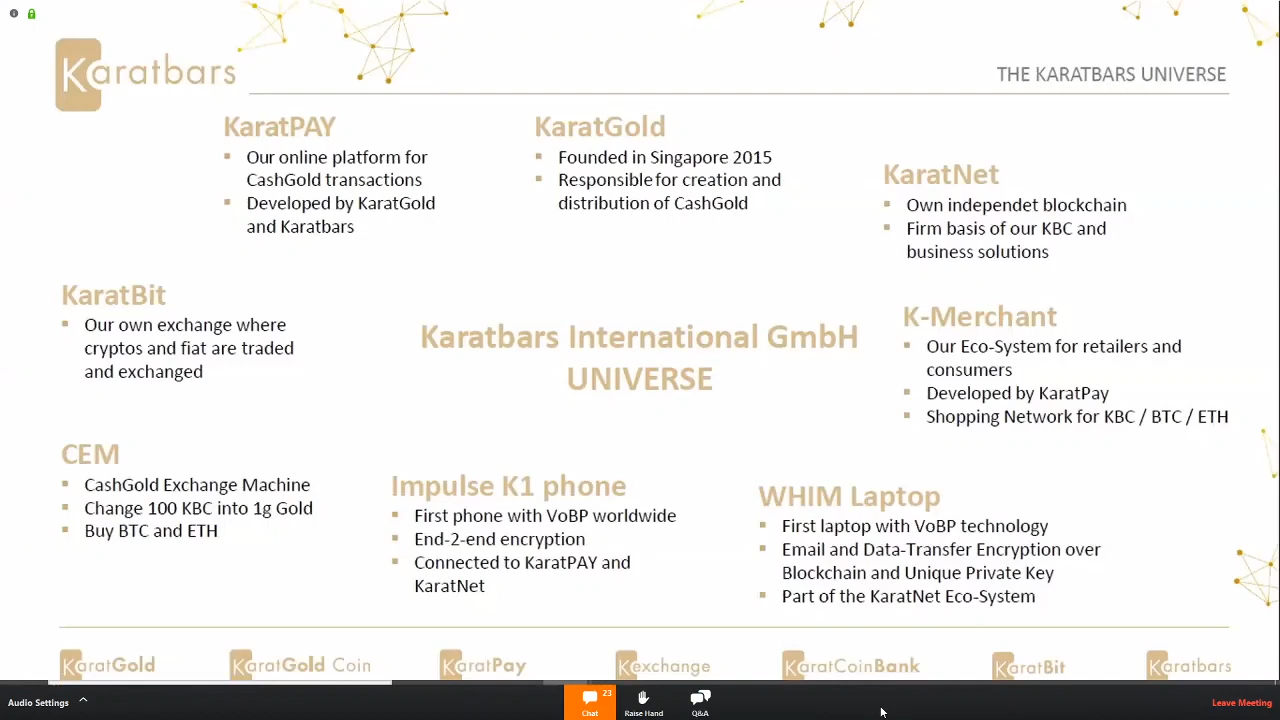 Karatbars
THE KARATBARS UNIVERSE
KaratPAY
Our online platform for
CashGold transactions
Developed by KaratGold
and Karatbars
KaratGold
Founded in Singapore 2015
Responsible for creation and
distribution of CashGold
KaratNet
Own independet blockchain
Firm basis of our KBC and
business solutions
KaratBit
Our own exchange where
cryptos and fiat are traded
and exchanged
Karatbars International GmbH
UNIVERSE
K-Merchant
Our Eco-System for retailers and
consumers
Developed by KaratPay
Shopping Network for KBC / BTC / ETH
CEM
CashGold Exchange Machine
Change 100 KBC into 1g Gold
Buy BTC and ETH
Impulse K1 phone
First phone with VoBP worldwide
End-2-end encryption
Connected to KaratPAY and
KaratNet
WHIM Laptop
First laptop with VoBP technology
Email and Data-Transfer Encryption over
Blockchain and Unique Private Key
Part of the KaratNet Eco-System
KaratGold
KaratGold Coin
KaratPay
Kexchange
KaratCoinBank
KaratBit
Karatbars
Audio Settings
23
Chat
Raise Hand
Q&A
Leave Meeting